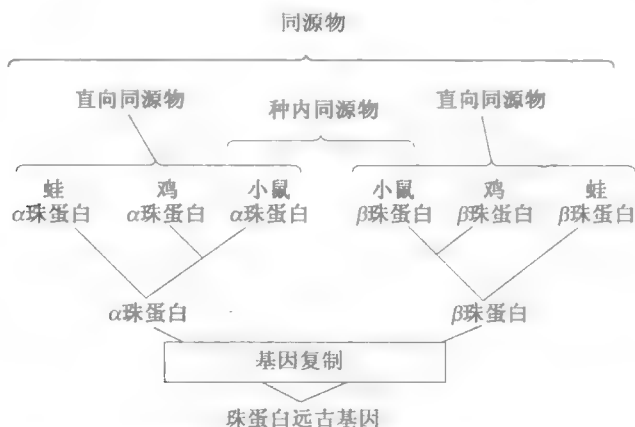 同源物
直向同源物 种内同源物 直向同源物
蛙 鸡 小鼠 小鼠 鸡 蛙
α珠蛋白 α珠蛋白 α珠蛋白 β珠蛋白 β珠蛋白 β珠蛋白
α珠蛋白 β珠蛋白
基因复制
珠蛋白远古基因